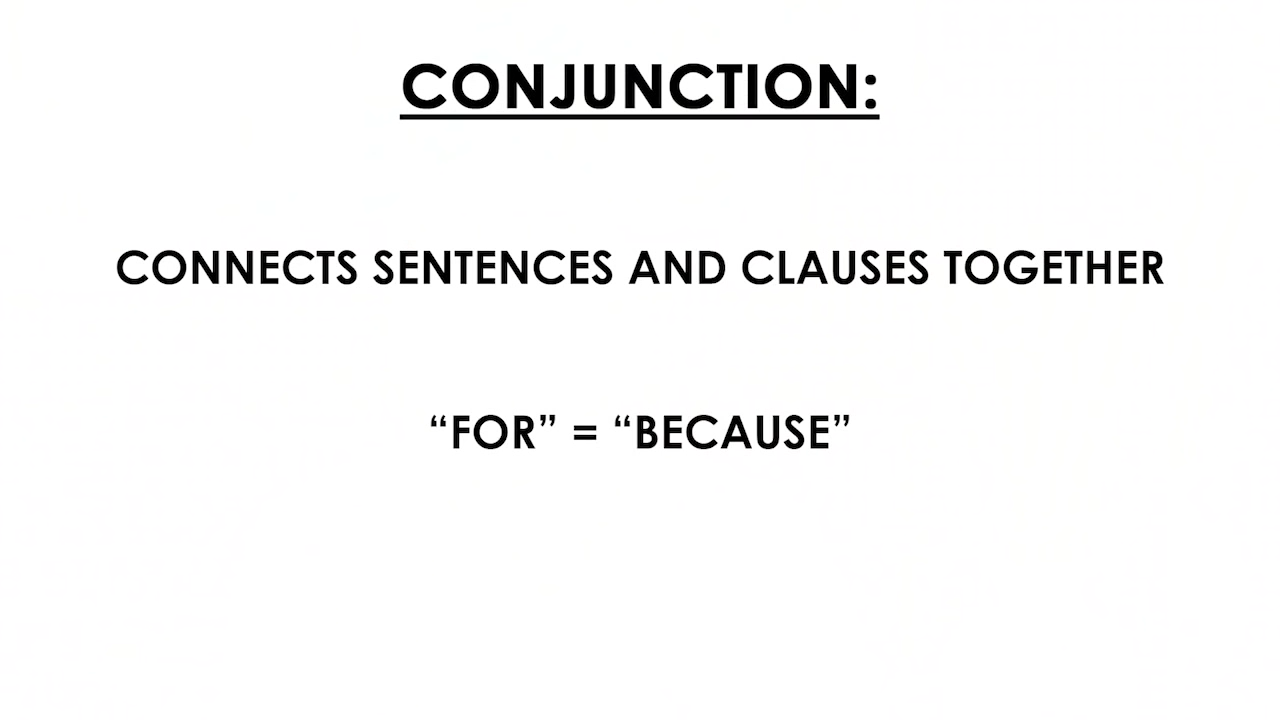 CONJUNCTION:
CONNECTS SENTENCES AND CLAUSES TOGETHER
“FOR” = “BECAUSE”